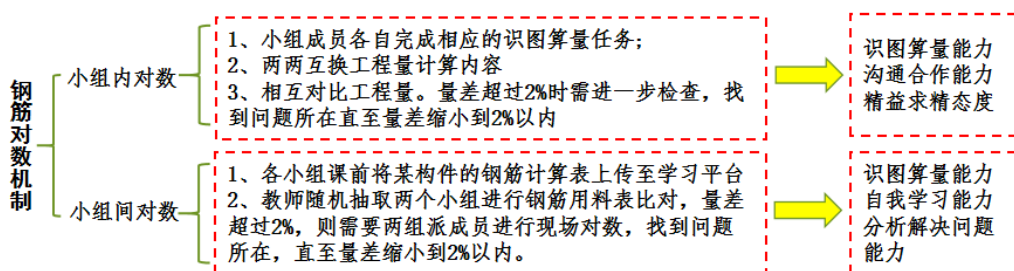 钢筋对数机制
小组内对数
1、小组成员各自完成相应的识图算量任务;
2、两两互换工程量计算内容
3、相互对比工程量。量差超过2%时需进一步检查，找
到问题所在直至量差缩小到2%以内
识图算量能力
沟通合作能力
精益求精态度
小组间对数
1、各小组课前将某构件的钢筋计算表上传至学习平台
2、教师随机抽取两个小组进行钢筋用料表比对，量差
超过2%，则需要两组派成员进行现场对数，找到问题
所在，直至量差缩小到2%以内。
识图算量能力
自我学习能力
分析解决问题
能力